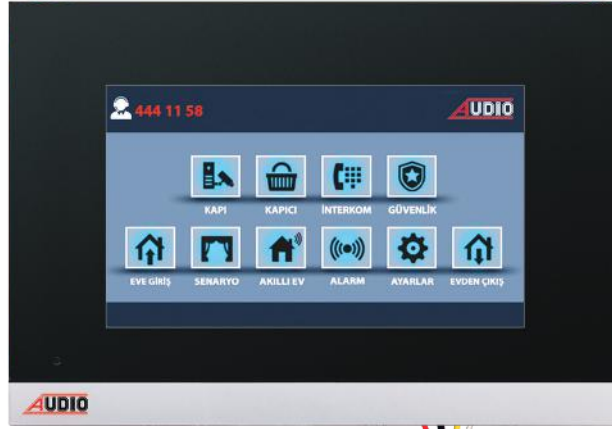 444 11 58
AUDIO
KAPI
KAPICI
İNTERKOM
GÜVENLİK
EVE GİRİŞ
SENARYO
AKILLI EV
ALARM
AYARLAR
EVDEN ÇIKIŞ
AUDIO